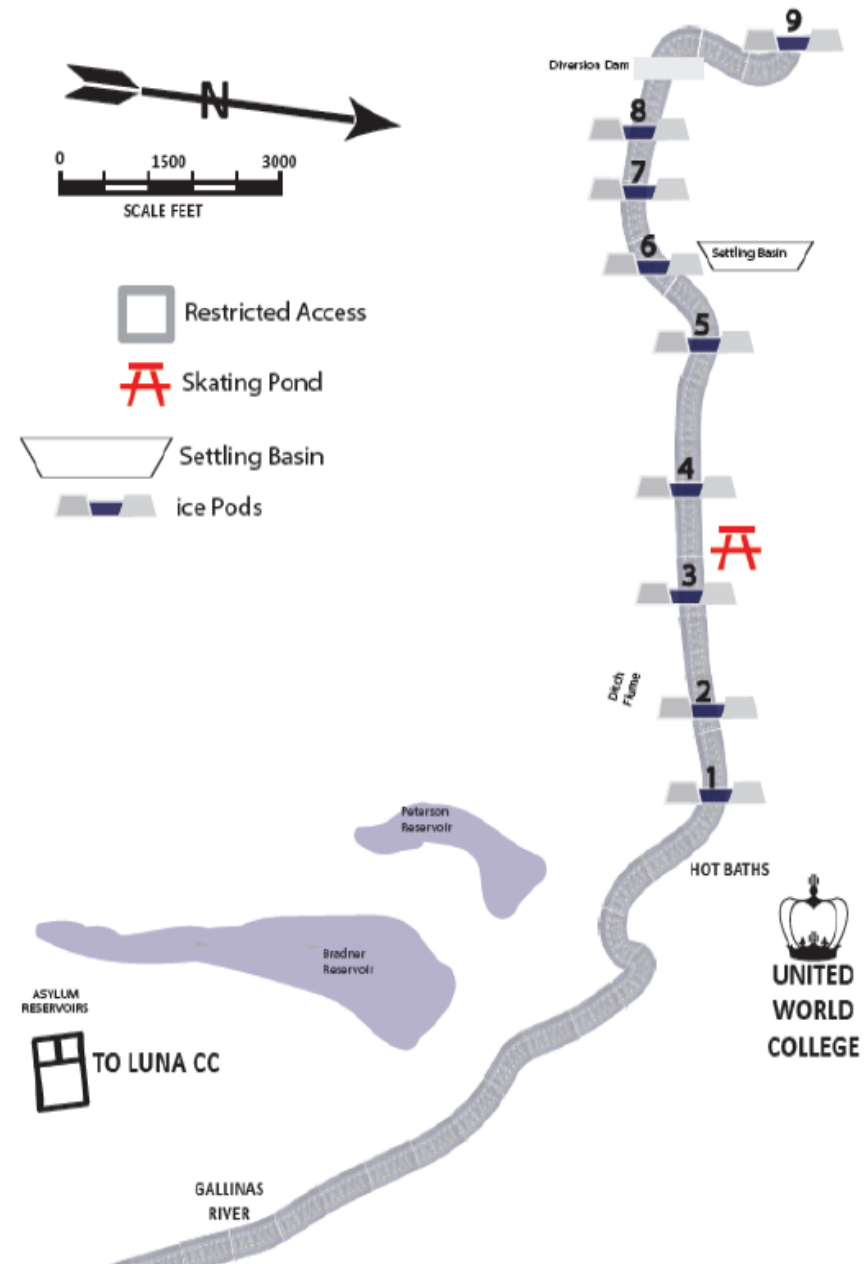 9
Diversion Dam
N
8
0 1500 3000
7
SCALE FEET
6
Settling Basin
Restricted Access
5
Skating Pond
Settling Basin
4
ice Pods
3
Ditch
Flume
2
1
Peterson
Reservoir
HOT BATHS
Bradner
Reservoir
UNITED
WORLD
COLLEGE
ASYLUM
RESERVOIRS
TO LUNA CC
GALLINAS
RIVER